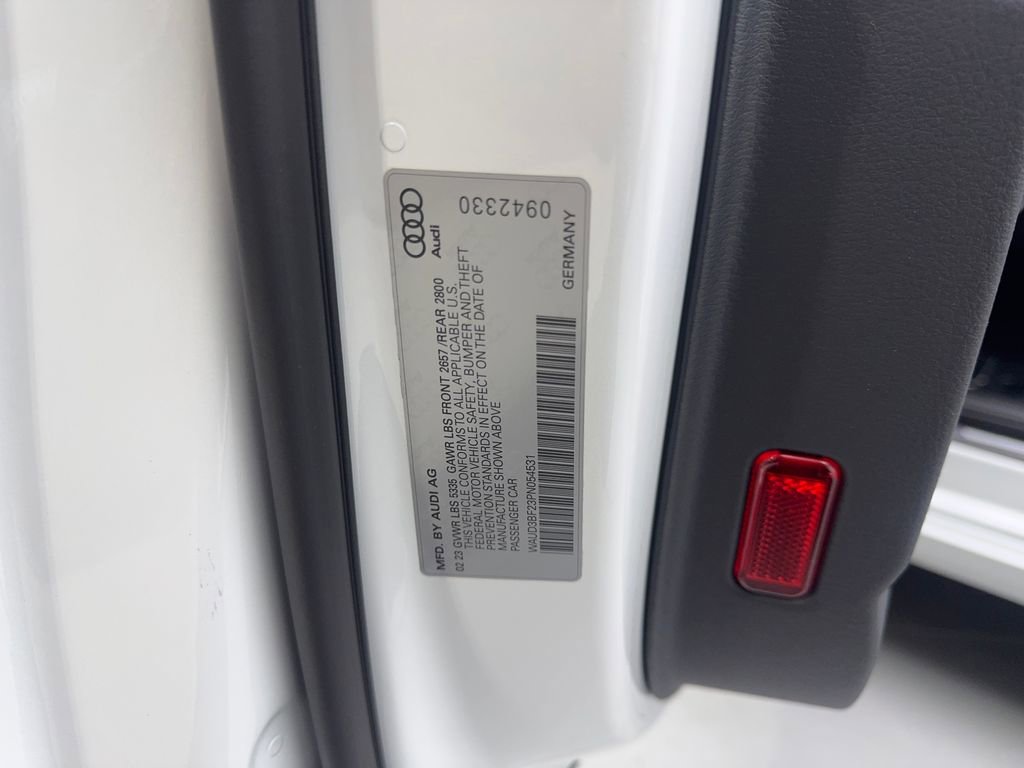 MFD. BY AUDI AG
Audi
02.23 GVWR LBS 5335 GAWR LBS FRONT 2657/REAR 2800
THIS VEHICLE CONFORMS TO ALL APPLICABLE U.S.
FEDERAL MOTOR VEHICLE SAFETY, BUMPER AND THEFT
PREVENTION STANDARDS IN EFFECT ON THE DATE OF
MANUFACTURE SHOWN ABOVE
PASSENGER CAR
0942330
WAUD3BF23PN054531
GERMANY